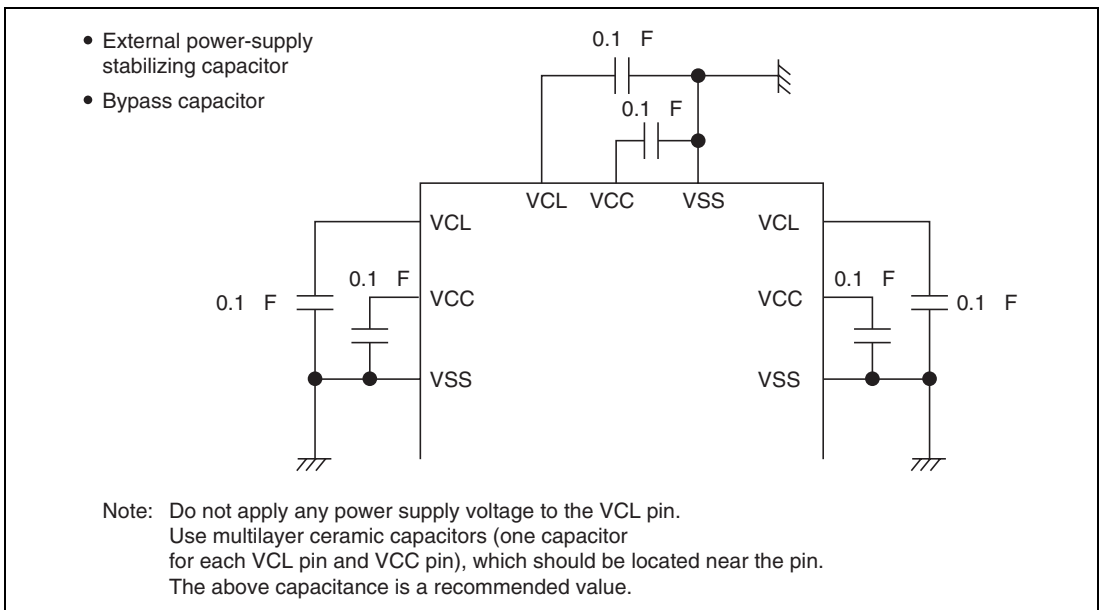 • External power-supply
stabilizing capacitor
• Bypass capacitor
0.1 F
0.1 F
VCL VCC VSS
VCL
VCL
0.1 F
0.1 F
VCC
VCC
0.1 F
0.1 F
VSS
VSS
Note: Do not apply any power supply voltage to the VCL pin.
Use multilayer ceramic capacitors (one capacitor
for each VCL pin and VCC pin), which should be located near the pin.
The above capacitance is a recommended value.